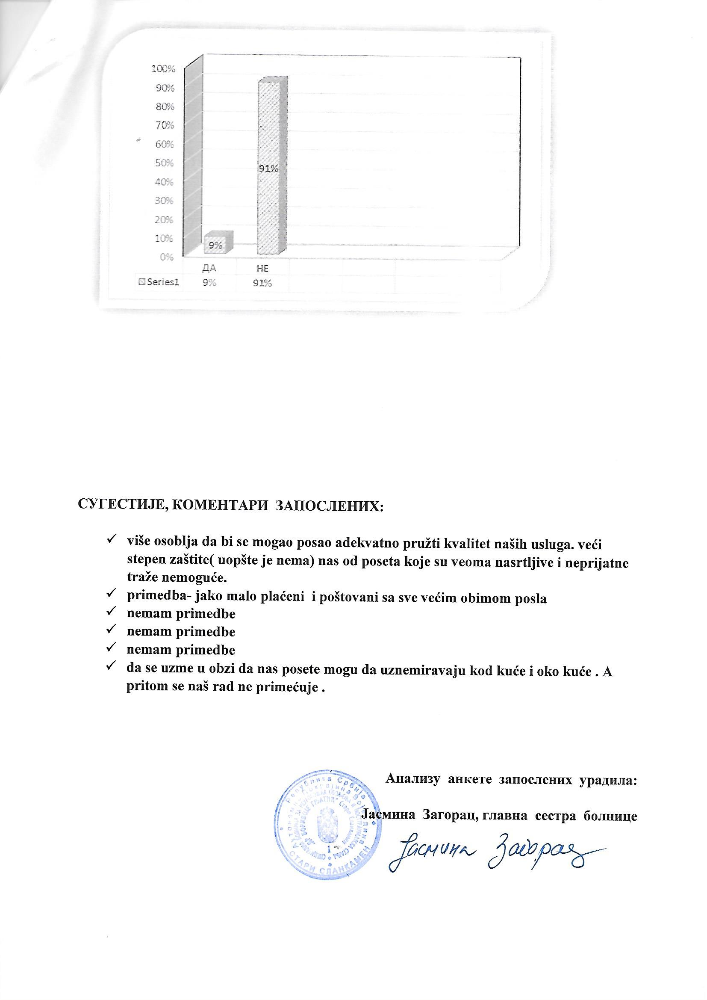 100%
90%
80%
70%
60%
50%
40%
30%
20%
10%
0%
91%
9%
ДА НЕ
Series1 9% 91%
СУГЕСТИЈЕ, КОМЕНТАРИ ЗАПОСЛЕНИХ:
✓ više osoblja da bi se mogao posao adekvatno pružti kvalitet naših usluga. veći
stepen zaštite( uopšte je nema) nas od poseta koje su veoma nasrtljive i neprijatne
traže nemoguće.
✓ primedba- jako malo plaćeni i poštovani sa sve većim obimom posla
✓ nemam primedbe
✓ nemam primedbe
✓ nemam primedbe
✓ da se uzme u obzi da nas posete mogu da uznemiravaju kod kuće i oko kuće . A
pritom se naš rad ne primećuje .
Анализу анкете запослених урадила:
Јасмина Загорац, главна сестра болнице
Јасмина Загорац
Република Србија
Аутономна Покрајина Војводина
Стари Сланкамен
I
СТАРИ СЛАНКАМЕН